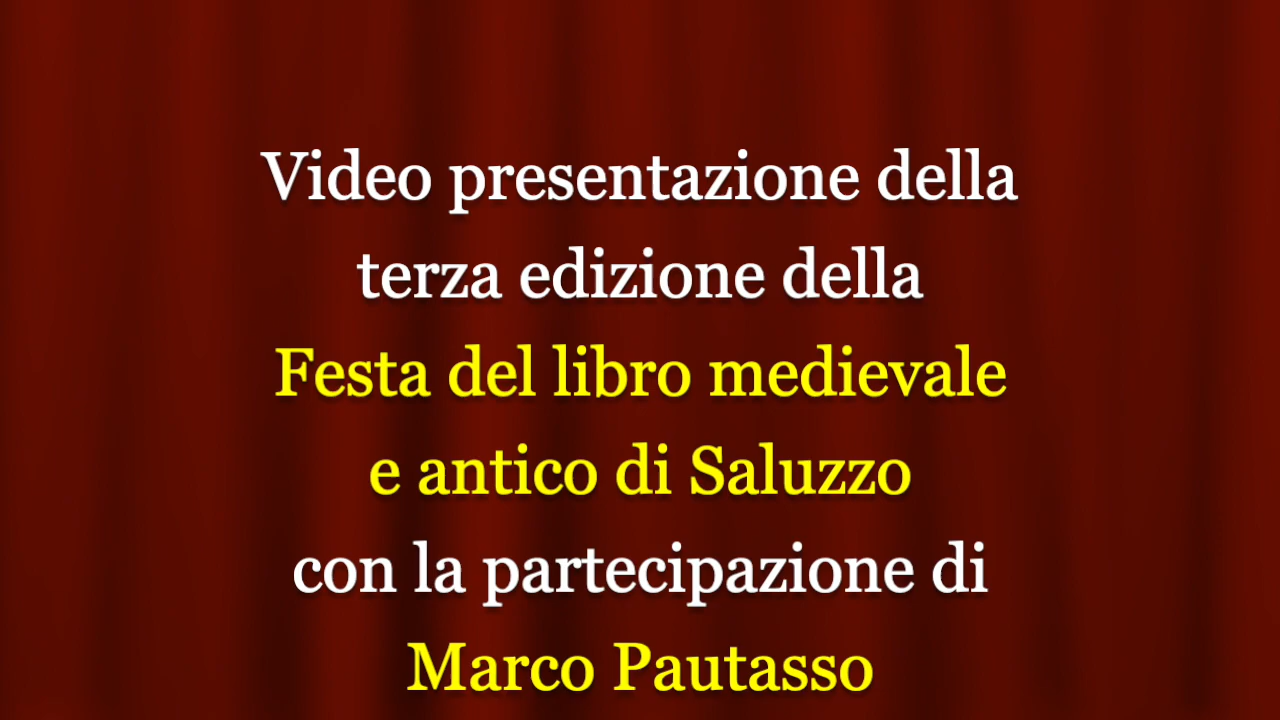 Video presentazione della
terza edizione della
Festa del libro medievale
e antico di Saluzzo
con la partecipazione di
Marco Pautasso